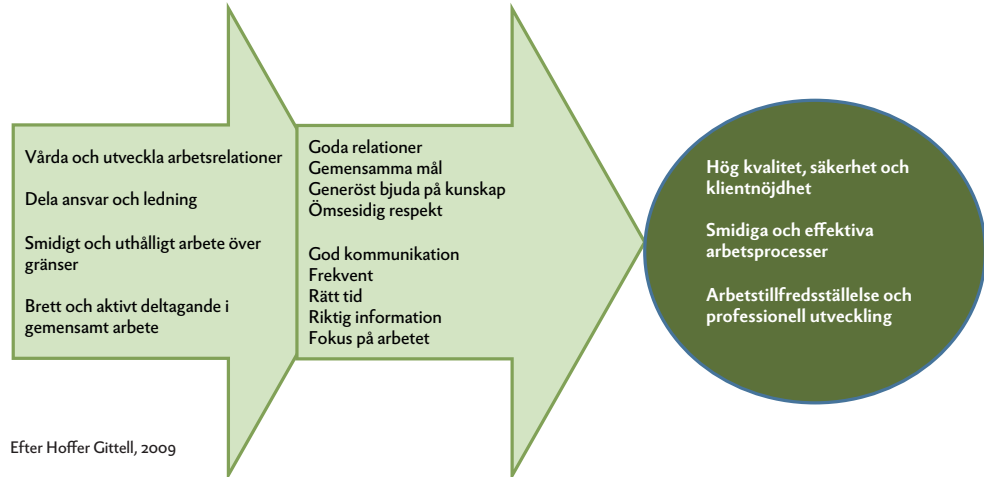 Vårda och utveckla arbetsrelationer
Dela ansvar och ledning
Smidigt och uthålligt arbete över
gränser
Brett och aktivt deltagande i
gemensamt arbete
Goda relationer
Gemensamma mål
Generöst bjuda på kunskap
Ömsesidig respekt
God kommunikation
Frekvent
Rätt tid
Riktig information
Fokus på arbetet
Hög kvalitet, säkerhet och
klientnöjdhet
Smidiga och effektiva
arbetsprocesser
Arbetstillfredsställelse och
professionell utveckling
Efter Hoffer Gittell, 2009